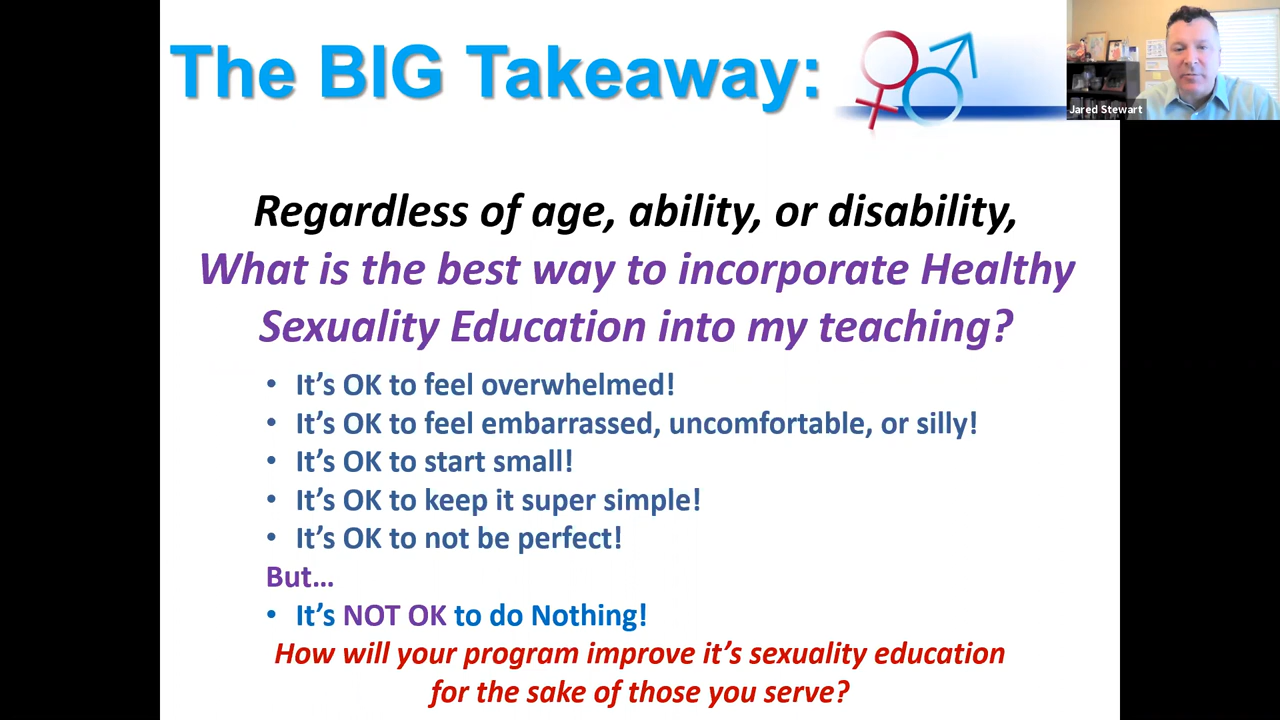 The BIG Takeaway:
Jared Stewart
Regardless of age, ability, or disability,
What is the best way to incorporate Healthy
Sexuality Education into my teaching?
• It's OK to feel overwhelmed!
• It's OK to feel embarrassed, uncomfortable, or silly!
• It's OK to start small!
• It's OK to keep it super simple!
• It's OK to not be perfect!
But...
• It's NOT OK to do Nothing!
How will your program improve it's sexuality education
for the sake of those you serve?